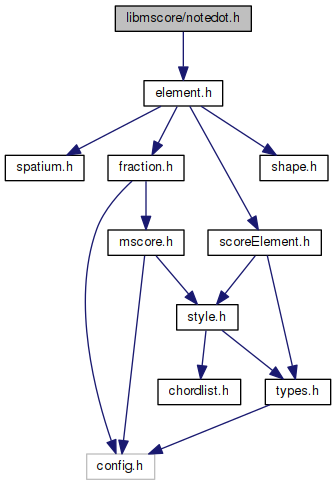 libmscore/notedot.h
element.h
spatium.h
fraction.h
shape.h
mscore.h
scoreElement.h
style.h
chordlist.h
types.h
config.h